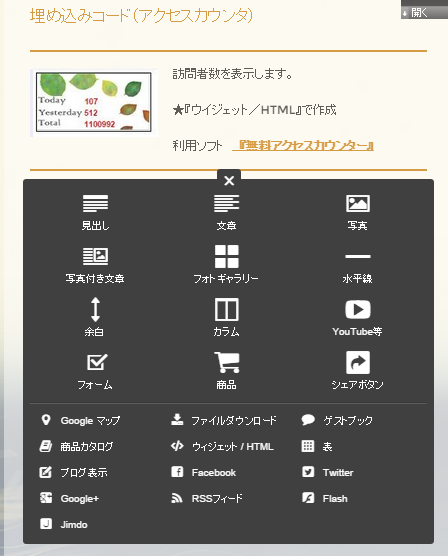 開く
埋め込みコード(アクセスカウンタ)
Today 107
Yesterday 512
Total 1100992
訪問者数を表示します。
★『ウイジェット／HTML』で作成
利用ソフト 『無料アクセスカウンター』
見出し 文章 写真
写真付き文章 フォトギャラリー 水平線
余白 カラム YouTube等
フォーム 商品 シェアボタン
Google マップ ファイルダウンロード ゲストブック
商品カタログ ウィジェット / HTML 表
ブログ表示 Facebook Twitter
Google+ RSSフィード Flash
Jimdo